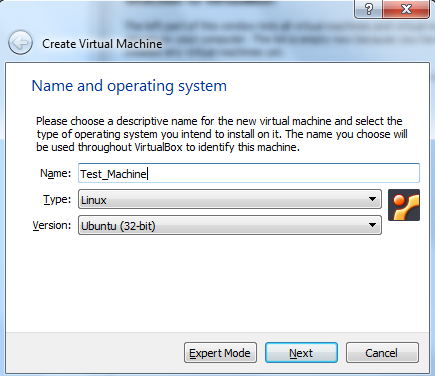 Create Virtual Machine
Name and operating system
Please choose a descriptive name for the new virtual machine and select the
type of operating system you intend to install on it. The name you choose will
be used throughout VirtualBox to identify this machine.
Name: Test_Machine
Type: Linux
Version: Ubuntu (32-bit)
Expert Mode Next Cancel